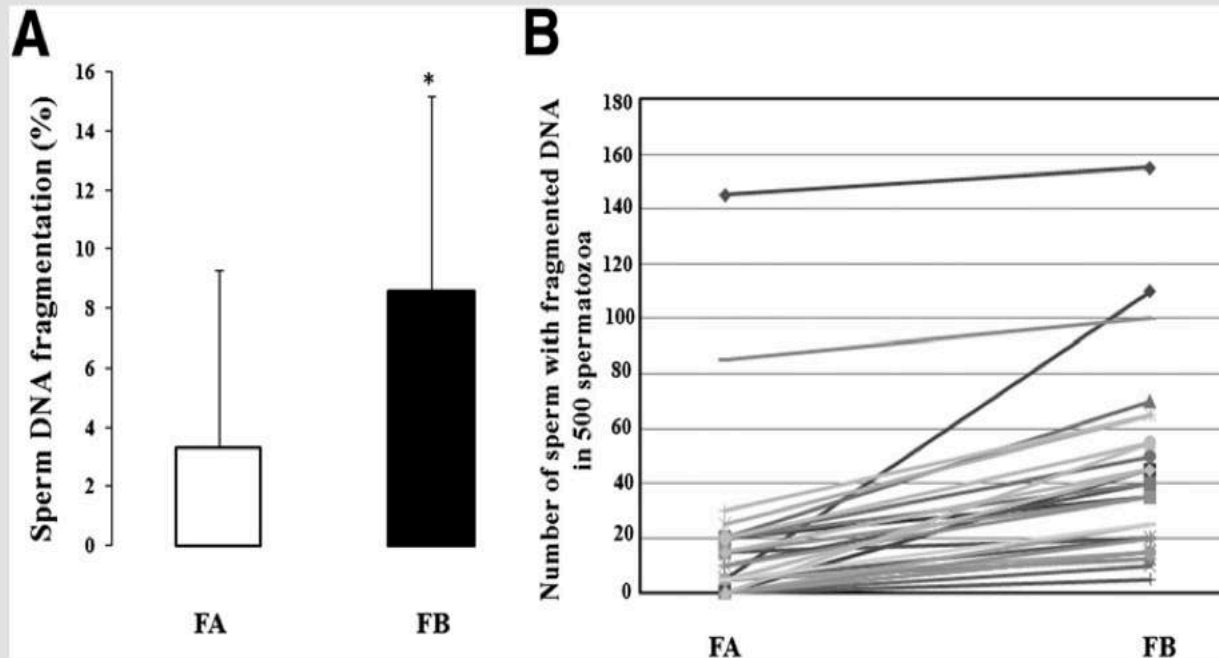 A
Sperm DNA fragmentation (%)
16
14
12
10
8
6
4
2
0
*
FA
FB
B
Number of sperm with fragmented DNA
in 500 spermatozoa
180
160
140
120
100
80
60
40
20
0
FA
FB